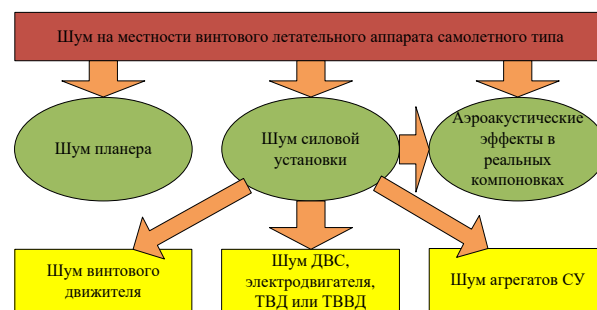 Шум на местности винтового летательного аппарата самолетного типа
Шум планера
Шум силовой
установки
Аэроакустические
эффекты в
реальных
компоновках
Шум винтового
движителя
Шум ДВС,
электродвигателя,
ТВД или ТВВД
Шум агрегатов СУ